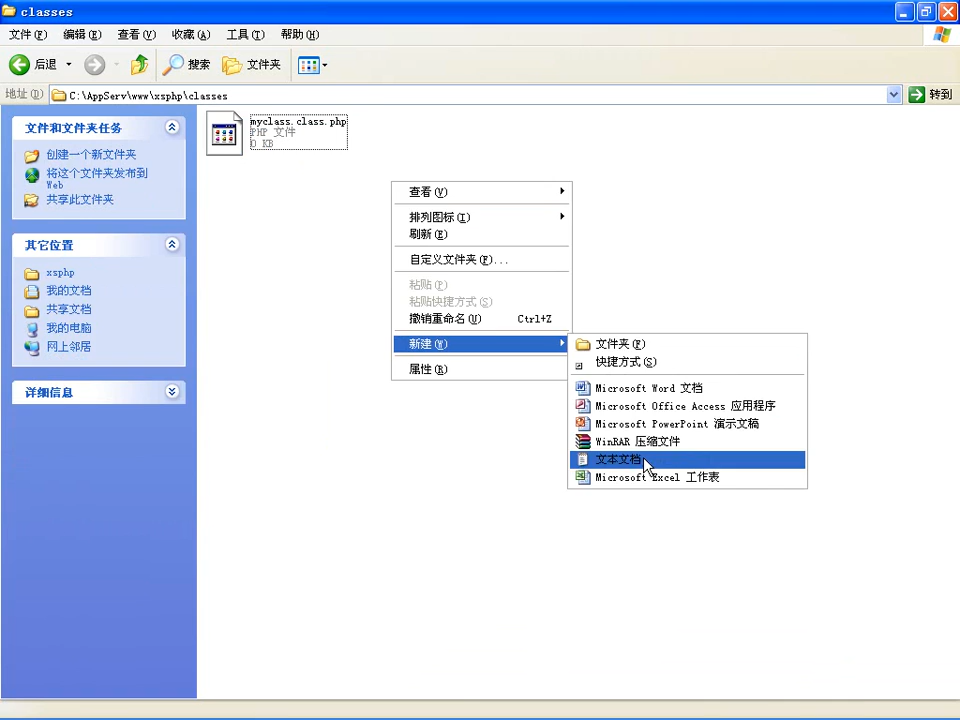 classes
文件(F) 编辑(E) 查看(V) 收藏(A) 工具(T) 帮助(H)
后退 搜索 文件夹
地址(D) C:\AppServ\www\xsphp\classes 转到
文件和文件夹任务
创建一个新文件夹
将这个文件夹发布到
Web
共享此文件夹
其它位置
xsphp
我的文档
共享文档
我的电脑
网上邻居
详细信息
myclass.class.php
PHP 文件
0 KB
查看(V)
排列图标(I)
刷新(E)
自定义文件夹(F)...
粘贴(P)
粘贴快捷方式(S)
撤销重命名(U) Ctrl+Z
新建(W)
属性(R)
文件夹(F)
快捷方式(S)
Microsoft Word 文档
Microsoft Office Access 应用程序
Microsoft PowerPoint 演示文稿
WinRAR 压缩文件
文本文档
Microsoft Excel 工作表